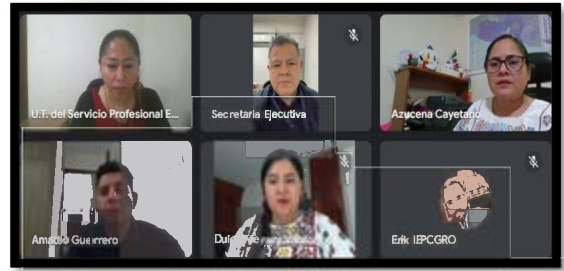 U.T. del Servicio Profesional E...
Secretaria Ejecutiva
Azucena Cayetano
Amadio Guerrero
Erik IEPCGRO